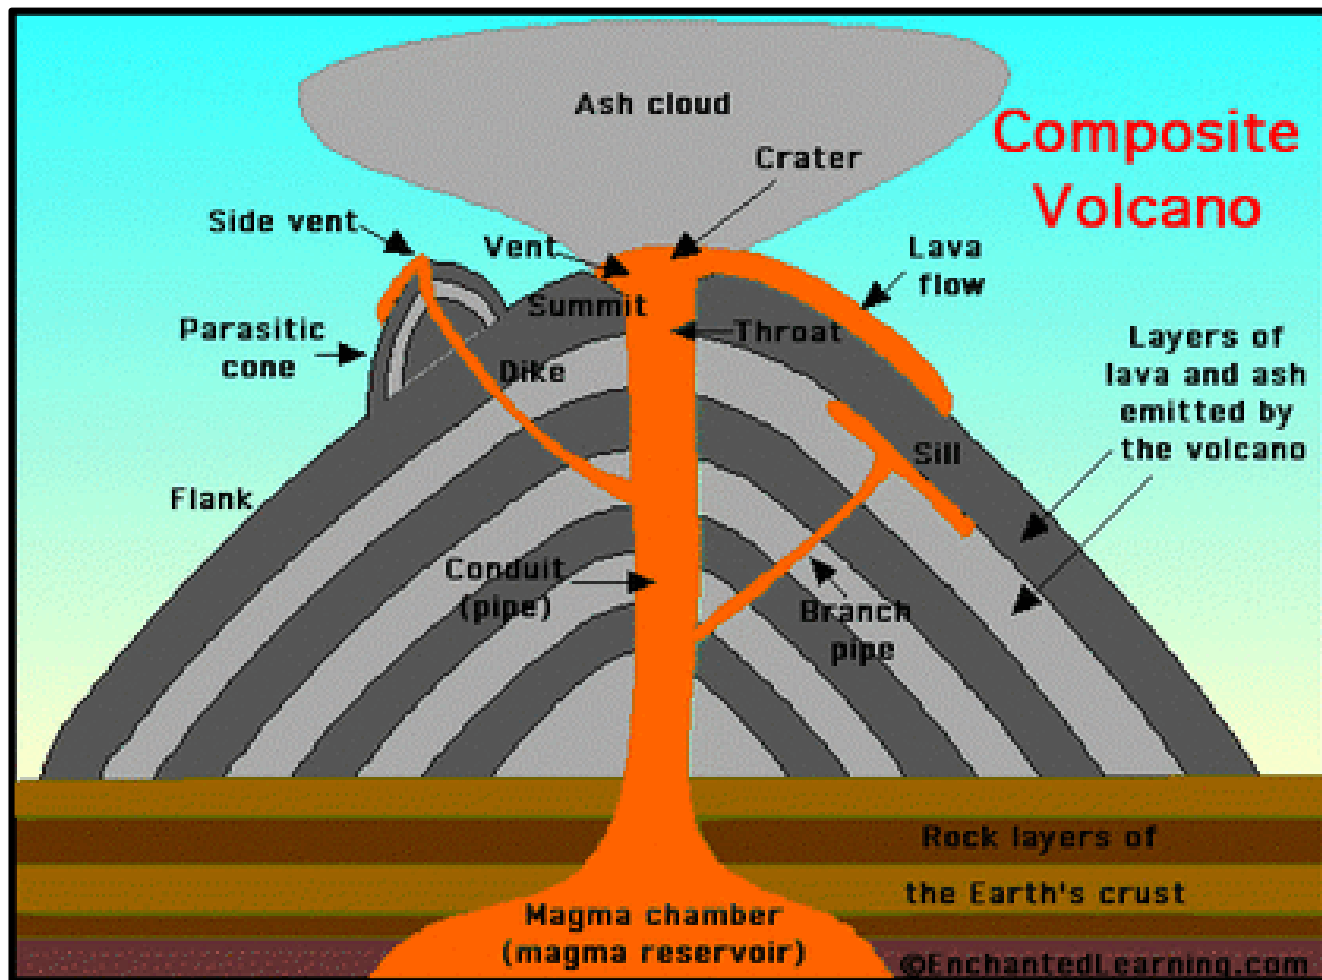 Ash cloud
Composite
Volcano
Crater
Side vent
Vent
Lava
flow
Summit
Parasitic
cone
Throat
Layers of
lava and ash
emitted by
the volcano
Dike
Sill
Flank
Conduit
(pipe)
Branch
pipe
Rock layers of
the Earth's crust
Magma chamber
(magma reservoir)
©EnchantedLearning.com